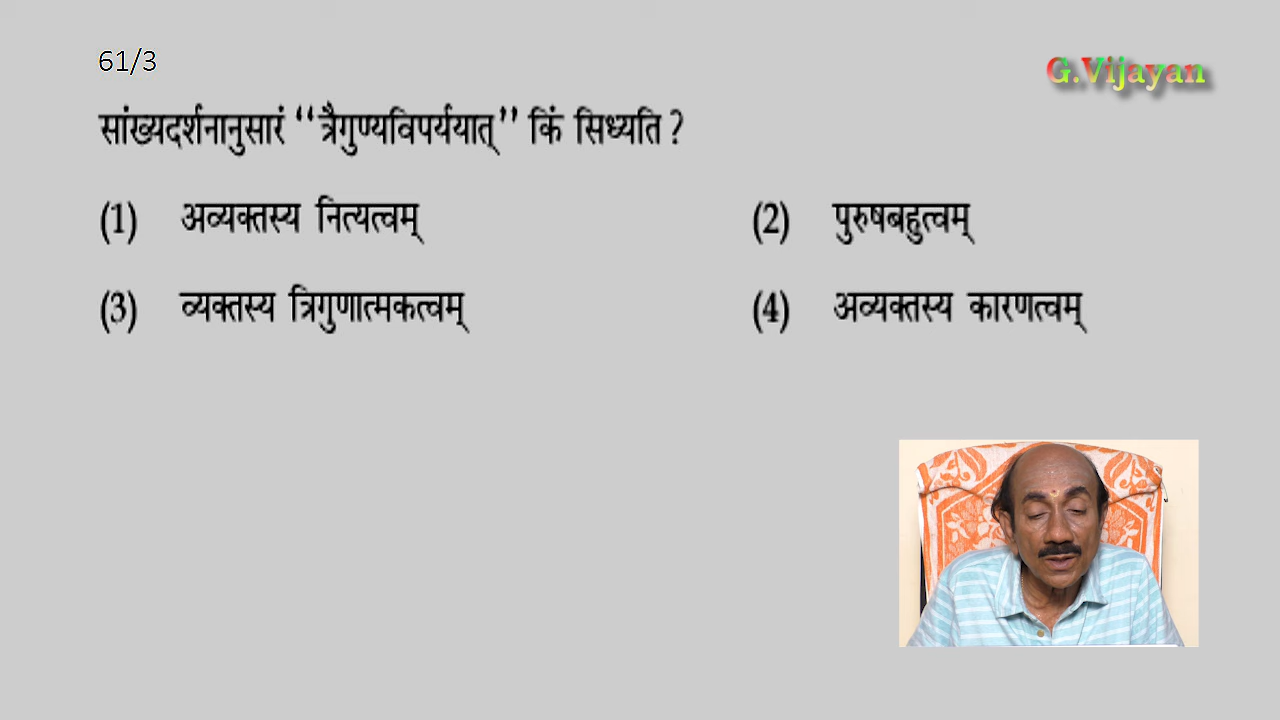 61/3
G.Vijayan
सांख्यदर्शनानुसारं “त्रैगुण्यविपर्ययात्” किं सिध्यति ?
(1) अव्यक्तस्य नित्यत्वम् (2) पुरुषबहुत्वम्
(3) व्यक्तस्य त्रिगुणात्मकत्वम् (4) अव्यक्तस्य कारणत्वम्